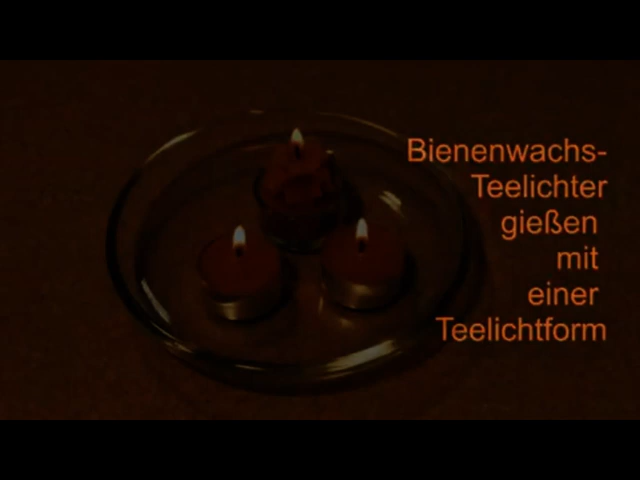 Bienenwachs-
Teelichter
gießen
mit
einer
Teelichtform